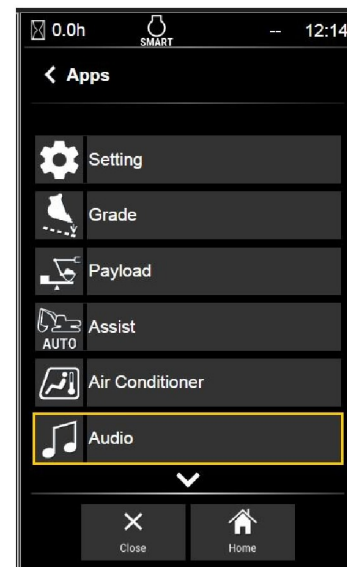 0.0h SMART -- 12:14
Apps
Setting
Grade
Payload
AUTO Assist
Air Conditioner
Audio
Close Home